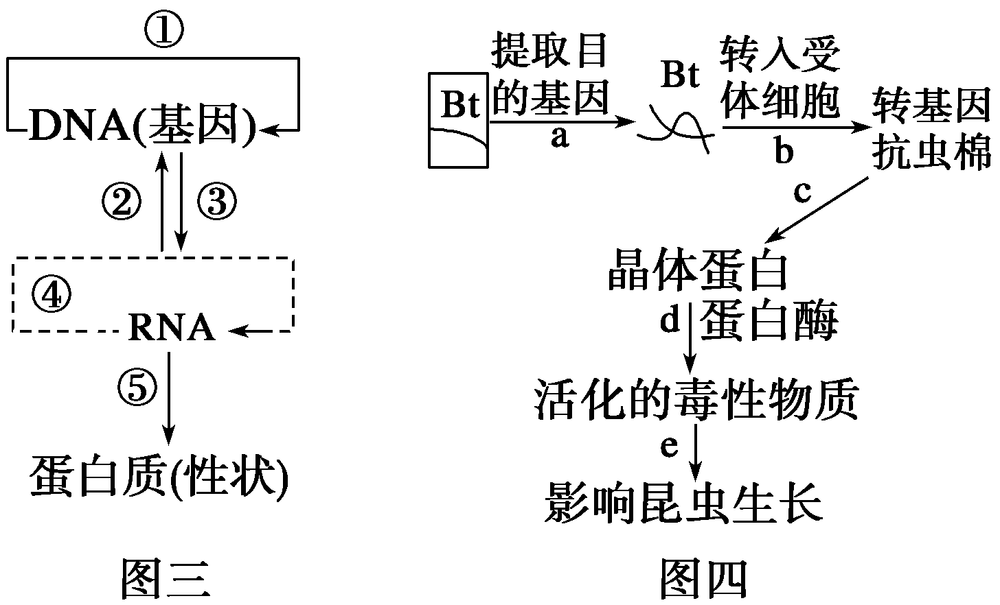 ①
DNA(基因)
②
③
④
RNA
⑤
蛋白质(性状)
图三
Bt
提取目
的基因
a
Bt
转入受
体细胞
b
转基因
抗虫棉
c
晶体蛋白
d 蛋白酶
活化的毒性物质
e
影响昆虫生长
图四